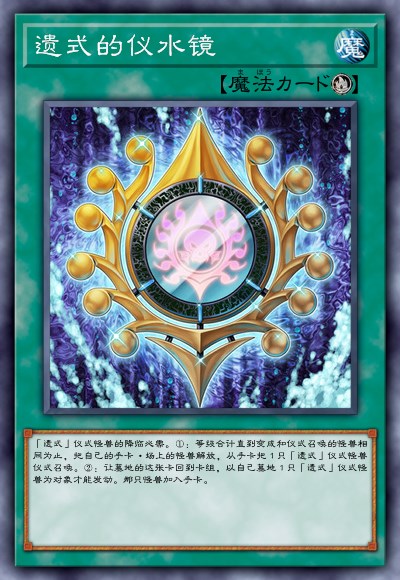 遗式的仪水镜
魔
【魔法カード】
まほう
「遗式」仪式怪兽的降临必需。①：等级合计直到变成和仪式召唤的怪兽相
同为止，把自己的手卡·场上的怪兽解放，从手卡把1只「遗式」仪式怪兽
仪式召唤。②：让墓地的这张卡回到卡组，以自己墓地1只「遗式」仪式怪
兽为对象才能发动。那只怪兽加入手卡。